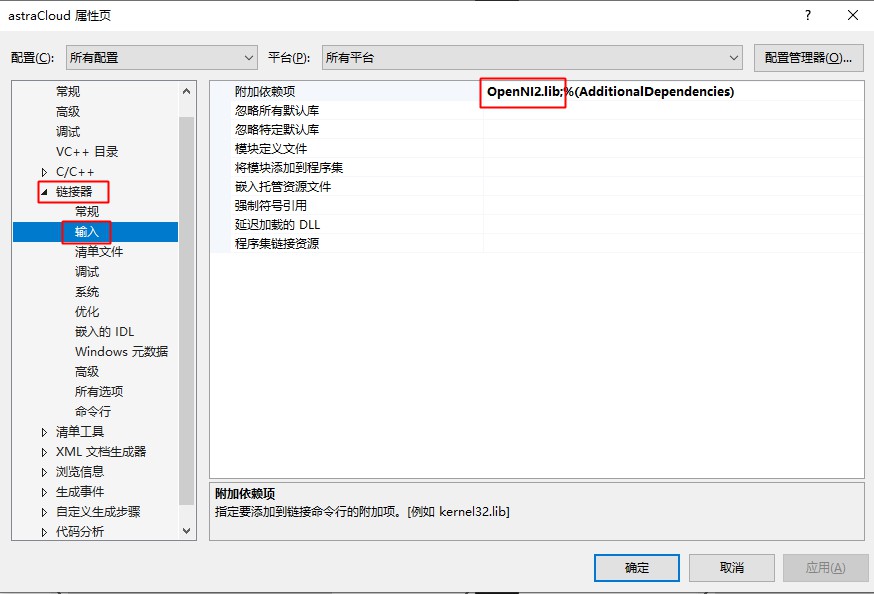 astraCloud 属性页
配置(C): 所有配置 平台(P): 所有平台 配置管理器(O)...
常规
高级
调试
VC++ 目录
C/C++
链接器
常规
输入
清单文件
调试
系统
优化
嵌入的 IDL
Windows 元数据
高级
所有选项
命令行
清单工具
XML 文档生成器
浏览信息
生成事件
自定义生成步骤
代码分析
附加依赖项 OpenNI2.lib;%(AdditionalDependencies)
忽略所有默认库
忽略特定默认库
模块定义文件
将模块添加到程序集
嵌入托管资源文件
强制符号引用
延迟加载的 DLL
程序集链接资源
附加依赖项
指定要添加到链接命令行的附加项。[例如 kernel32.lib]
确定 取消 应用(A)